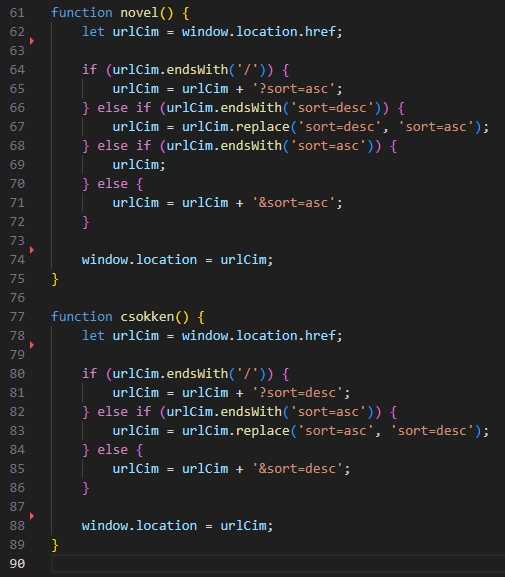 61 function novel() {
62     let urlCim = window.location.href;
63
64     if (urlCim.endsWith('/')) {
65         urlCim = urlCim + '?sort=asc';
66     } else if (urlCim.endsWith('sort=desc')) {
67         urlCim = urlCim.replace('sort=desc', 'sort=asc');
68     } else if (urlCim.endsWith('sort=asc')) {
69         urlCim;
70     } else {
71         urlCim = urlCim + '&sort=asc';
72     }
73
74     window.location = urlCim;
75 }
76
77 function csokken() {
78     let urlCim = window.location.href;
79
80     if (urlCim.endsWith('/')) {
81         urlCim = urlCim + '?sort=desc';
82     } else if (urlCim.endsWith('sort=asc')) {
83         urlCim = urlCim.replace('sort=asc', 'sort=desc');
84     } else {
85         urlCim = urlCim + '&sort=desc';
86     }
87
88     window.location = urlCim;
89 }
90